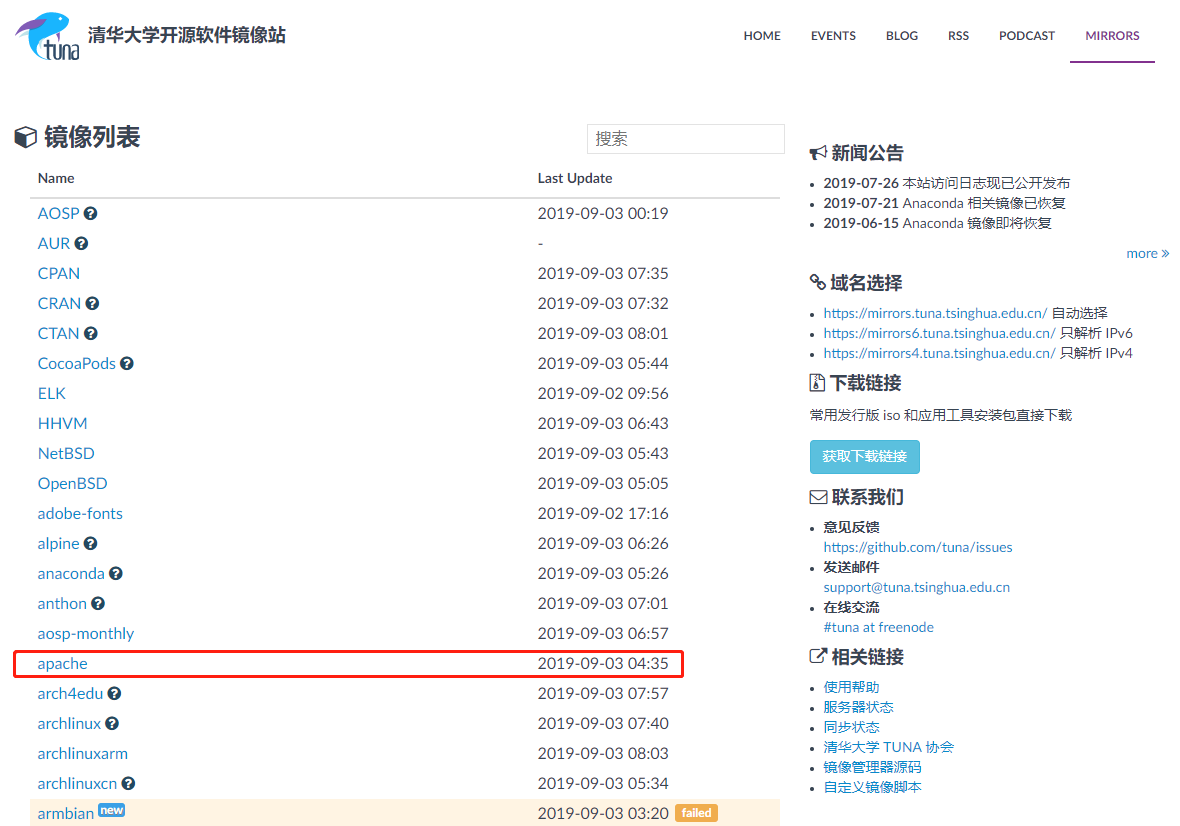 tuna
清华大学开源软件镜像站
HOME EVENTS BLOG RSS PODCAST MIRRORS
镜像列表
搜索
Name Last Update
AOSP 2019-09-03 00:19
AUR -
CPAN 2019-09-03 07:35
CRAN 2019-09-03 07:32
CTAN 2019-09-03 08:01
CocoaPods 2019-09-03 05:44
ELK 2019-09-02 09:56
HHVM 2019-09-03 06:43
NetBSD 2019-09-03 05:43
OpenBSD 2019-09-03 05:05
adobe-fonts 2019-09-02 17:16
alpine 2019-09-03 06:26
anaconda 2019-09-03 05:26
anthon 2019-09-03 07:01
aosp-monthly 2019-09-03 06:57
apache 2019-09-03 04:35
arch4edu 2019-09-03 07:57
archlinux 2019-09-03 07:40
archlinuxarm 2019-09-03 08:03
archlinuxcn 2019-09-03 05:34
armbian new 2019-09-03 03:20 failed
新闻公告
2019-07-26 本站访问日志现已公开发布
2019-07-21 Anaconda 相关镜像已恢复
2019-06-15 Anaconda 镜像即将恢复
more »
域名选择
https://mirrors.tuna.tsinghua.edu.cn/ 自动选择
https://mirrors6.tuna.tsinghua.edu.cn/ 只解析 IPv6
https://mirrors4.tuna.tsinghua.edu.cn/ 只解析 IPv4
下载链接
常用发行版 iso 和应用工具安装包直接下载
获取下载链接
联系我们
意见反馈
https://github.com/tuna/issues
发送邮件
support@tuna.tsinghua.edu.cn
在线交流
#tuna at freenode
相关链接
使用帮助
服务器状态
同步状态
清华大学 TUNA 协会
镜像管理器源码
自定义镜像脚本